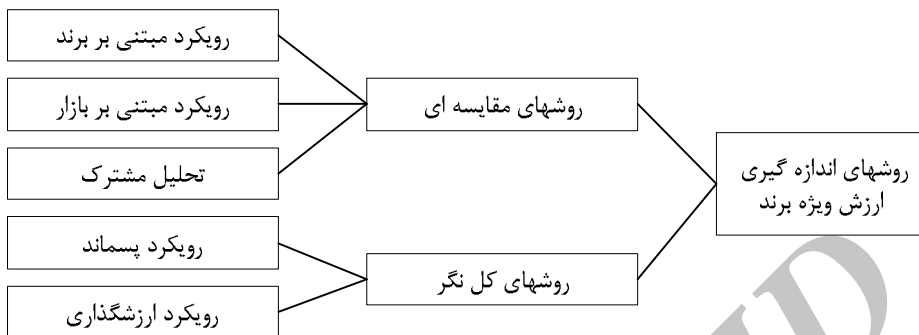 روشهای اندازه گیری
ارزش ویژه برند
روشهای مقایسه ای
رویکرد مبتنی بر برند
رویکرد مبتنی بر بازار
تحلیل مشترک
روشهای کل نگر
رویکرد پسماند
رویکرد ارزشگذاری